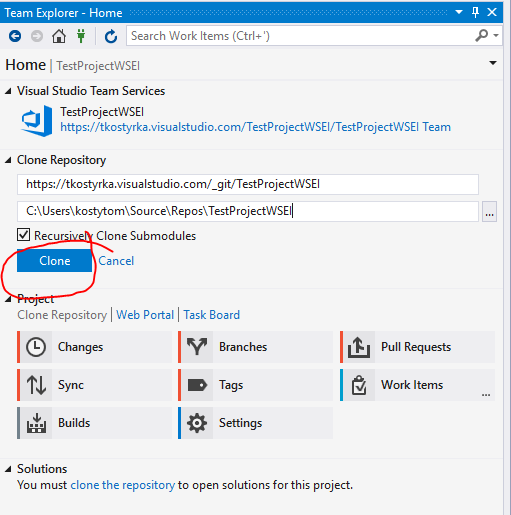 Team Explorer - Home
Search Work Items (Ctrl+')
Home | TestProjectWSEI
Visual Studio Team Services
TestProjectWSEI
https://tkostyrka.visualstudio.com/TestProjectWSEI/TestProjectWSEI Team
Clone Repository
https://tkostyrka.visualstudio.com/_git/TestProjectWSEI
C:\Users\kostytom\Source\Repos\TestProjectWSEI
...
Recursively Clone Submodules
Clone Cancel
Project
Clone Repository | Web Portal | Task Board
Changes Branches Pull Requests
Sync Tags Work Items ...
Builds Settings
Solutions
You must clone the repository to open solutions for this project.